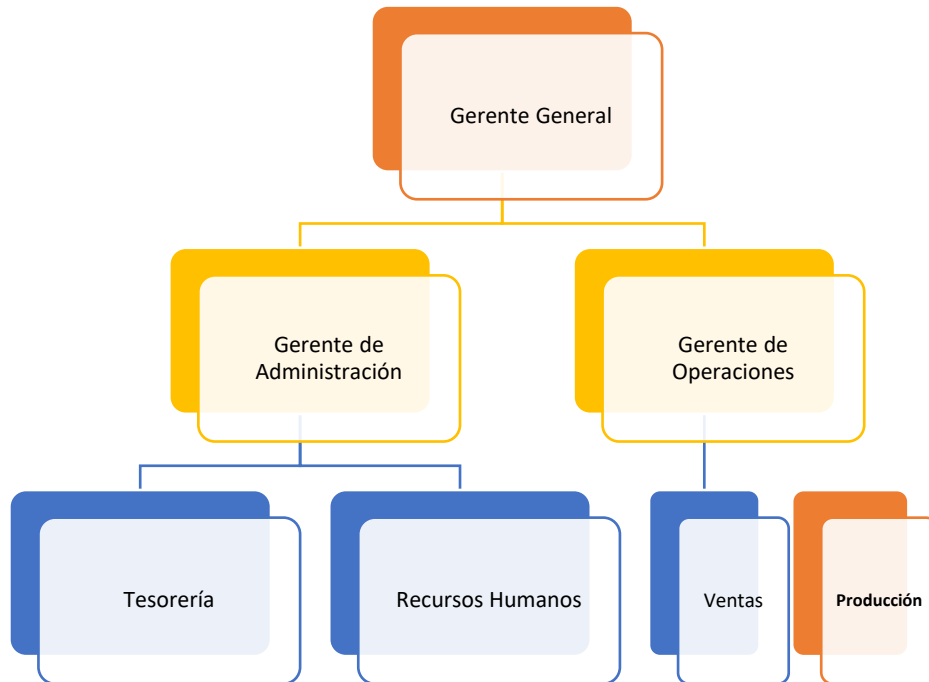 Gerente General
Gerente de
Administración
Gerente de
Operaciones
Tesorería
Recursos Humanos
Ventas
Producción